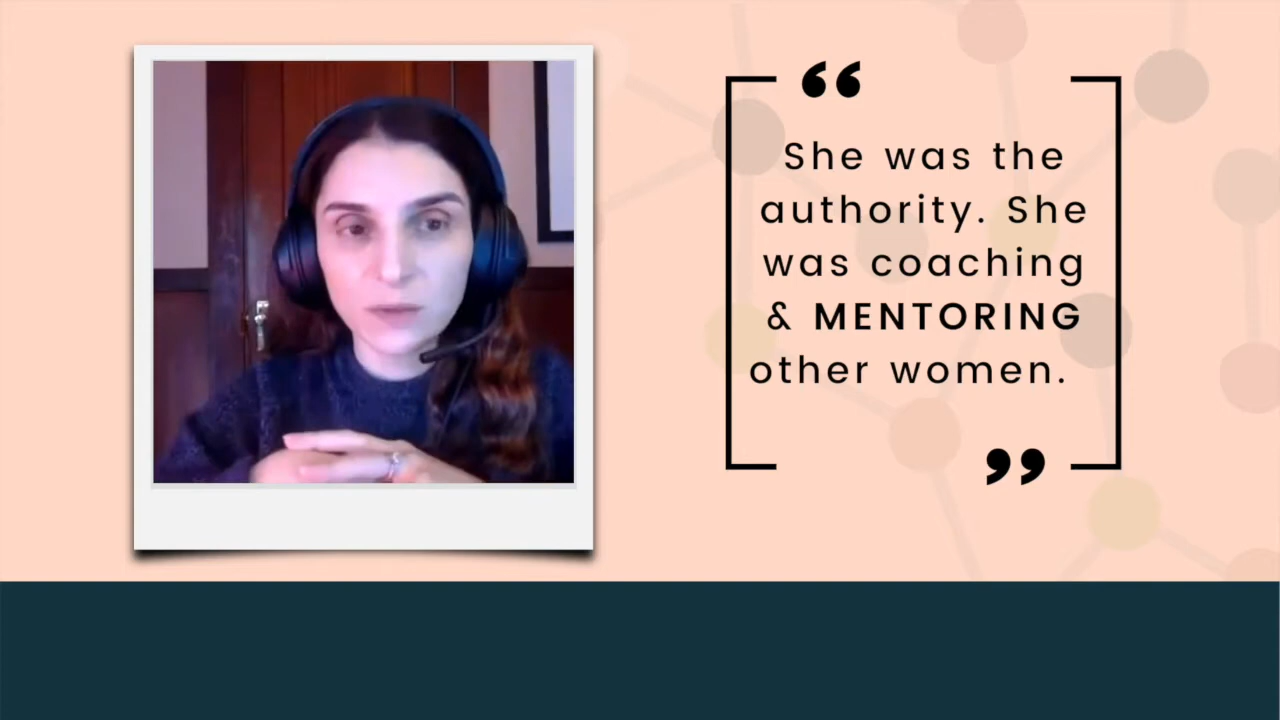 “
She was the
authority. She
was coaching
& MENTORING
other women.
”